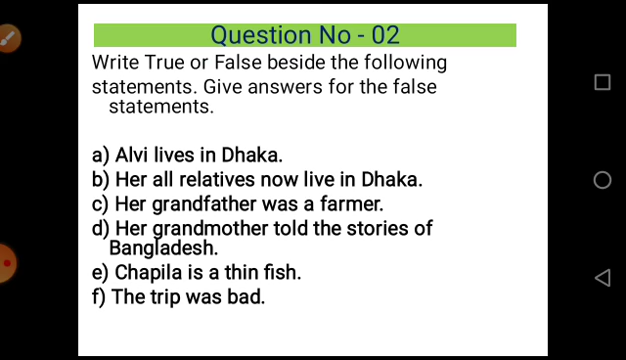 Question No - 02
Write True or False beside the following
statements. Give answers for the false
statements.
a) Alvi lives in Dhaka.
b) Her all relatives now live in Dhaka.
c) Her grandfather was a farmer.
d) Her grandmother told the stories of
Bangladesh.
e) Chapila is a thin fish.
f) The trip was bad.